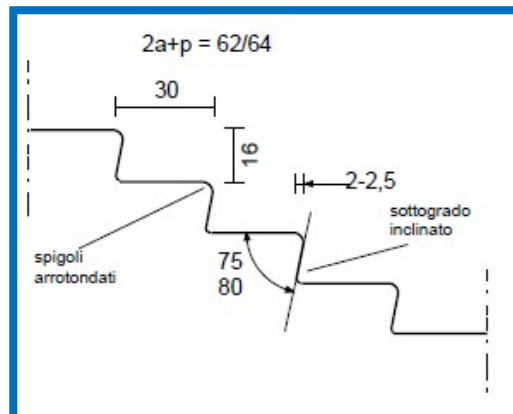 2a+p = 62/64
30
16
2-2,5
sottogrado
inclinato
spigoli
arrotondati
75
80